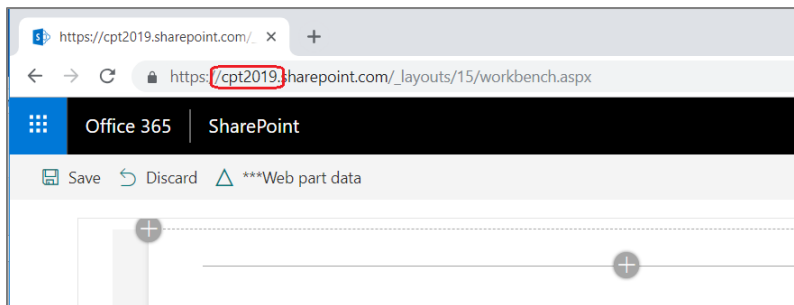 https://cpt2019.sharepoint.com/_
https://cpt2019.sharepoint.com/_layouts/15/workbench.aspx
Office 365 SharePoint
Save Discard ***Web part data